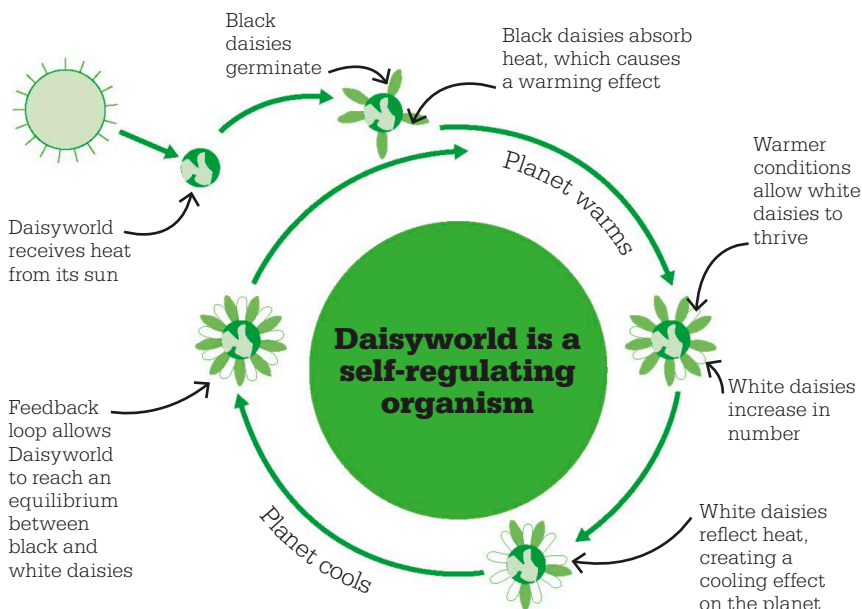 Black
daisies
germinate
Black daisies absorb
heat, which causes
a warming effect
Daisyworld
receives heat
from its sun
Planet warms
Warmer
conditions
allow white
daisies to
thrive
Daisyworld is a
self-regulating
organism
White daisies
increase in
number
Feedback
loop allows
Daisyworld
to reach an
equilibrium
between
black and
white daisies
Planet cools
White daisies
reflect heat,
creating a
cooling effect
on the planet